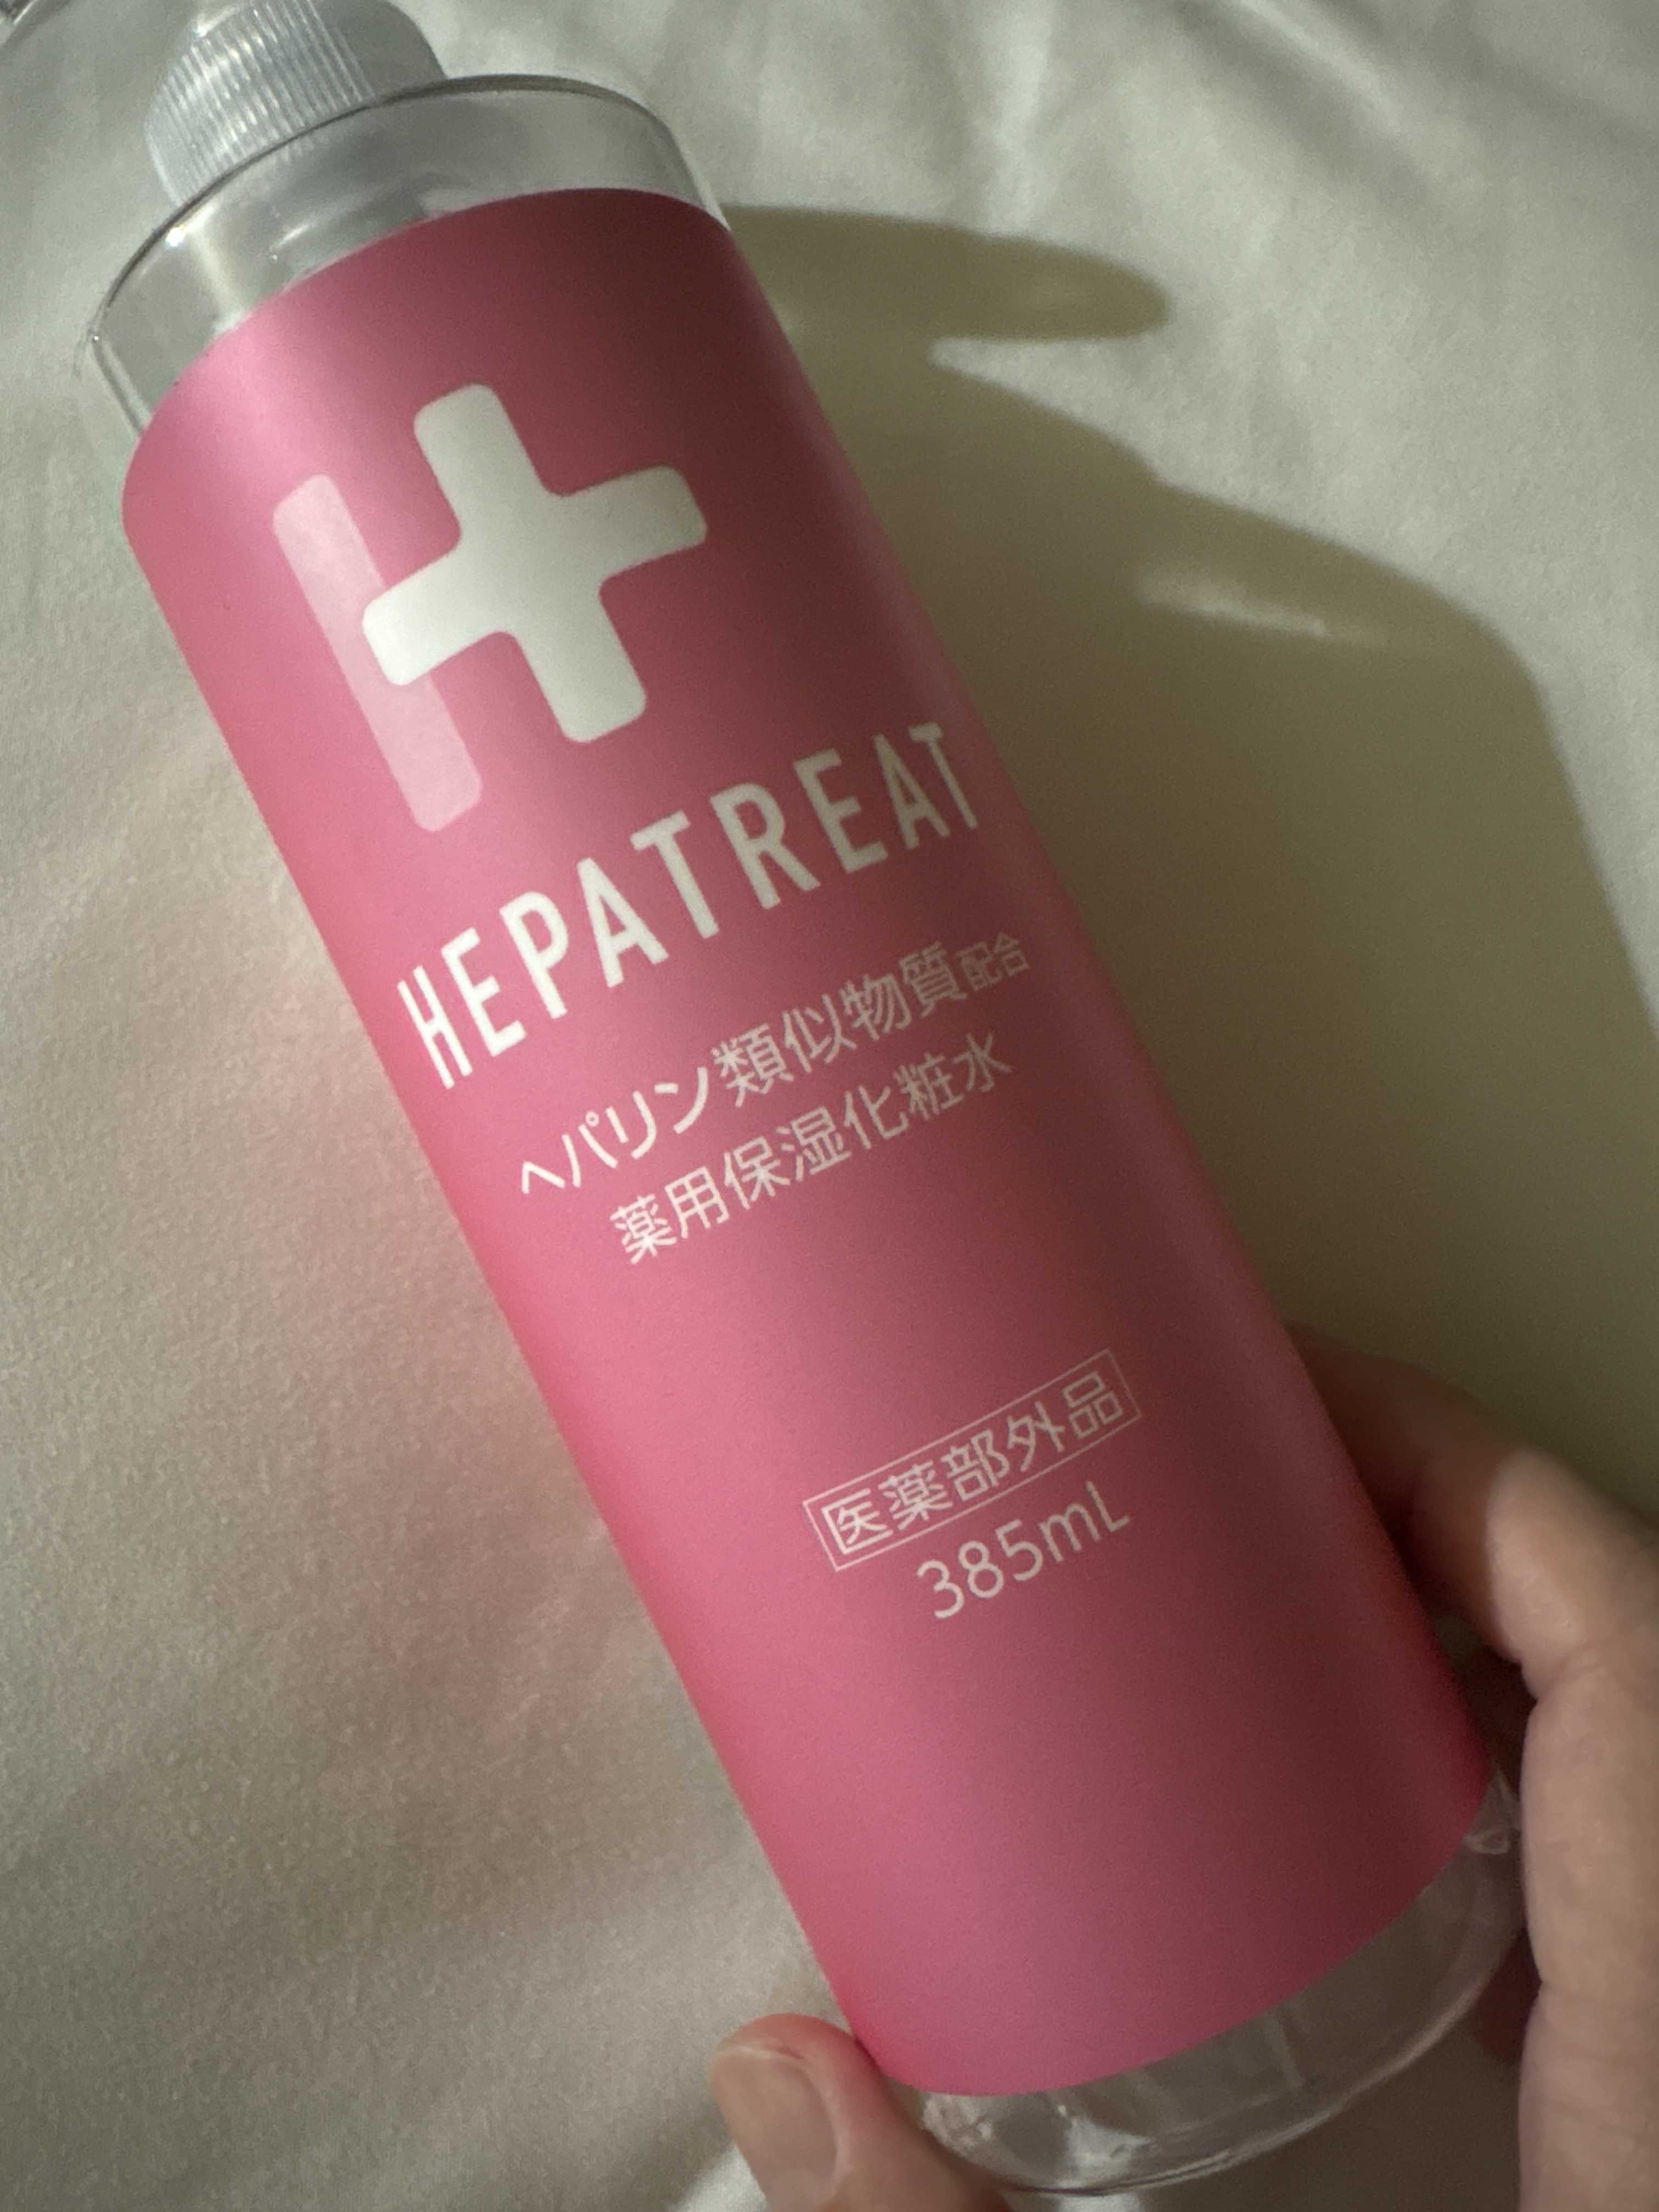 HEPATREAT
ヘパリン類似物質配合
薬用保湿化粧水
医薬部外品
385mL